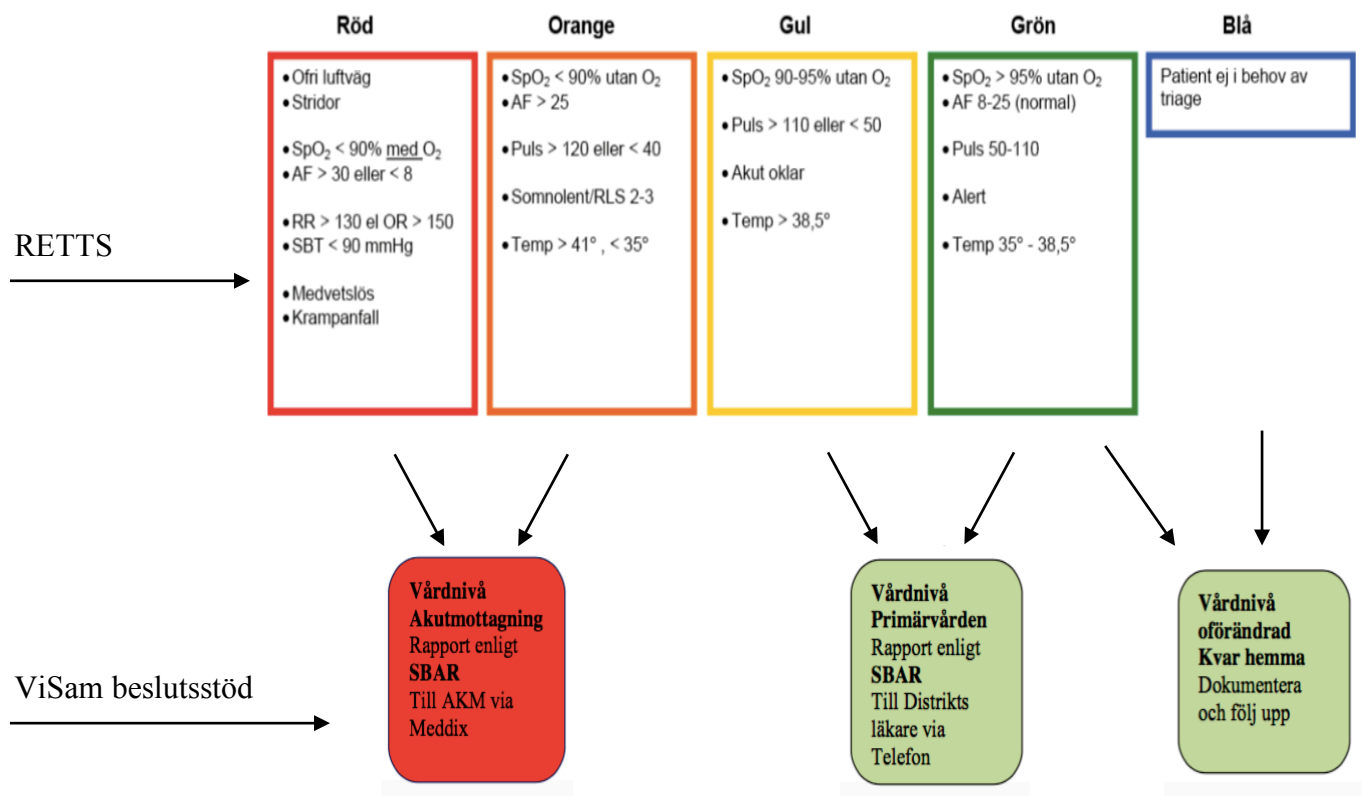 Röd
Orange
Gul
Grön
Blå
RETTS
• Ofri luftväg
• Stridor
• SpO₂ < 90% med O₂
• AF > 30 eller < 8
• RR > 130 el OR > 150
• SBT < 90 mmHg
• Medvetslös
• Krampanfall
• SpO₂ < 90% utan O₂
• AF > 25
• Puls > 120 eller < 40
• Somnolent/RLS 2-3
• Temp > 41° , < 35°
• SpO₂ 90-95% utan O₂
• Puls > 110 eller < 50
• Akut oklar
• Temp > 38,5°
• SpO₂ > 95% utan O₂
• AF 8-25 (normal)
• Puls 50-110
• Alert
• Temp 35° - 38,5°
Patient ej i behov av
triage
ViSam beslutsstöd
Vårdnivå
Akutmottagning
Rapport enligt
SBAR
Till AKM via
Meddix
Vårdnivå
Primärvården
Rapport enligt
SBAR
Till Distrikts
läkare via
Telefon
Vårdnivå
oförändrad
Kvar hemma
Dokumentera
och följ upp